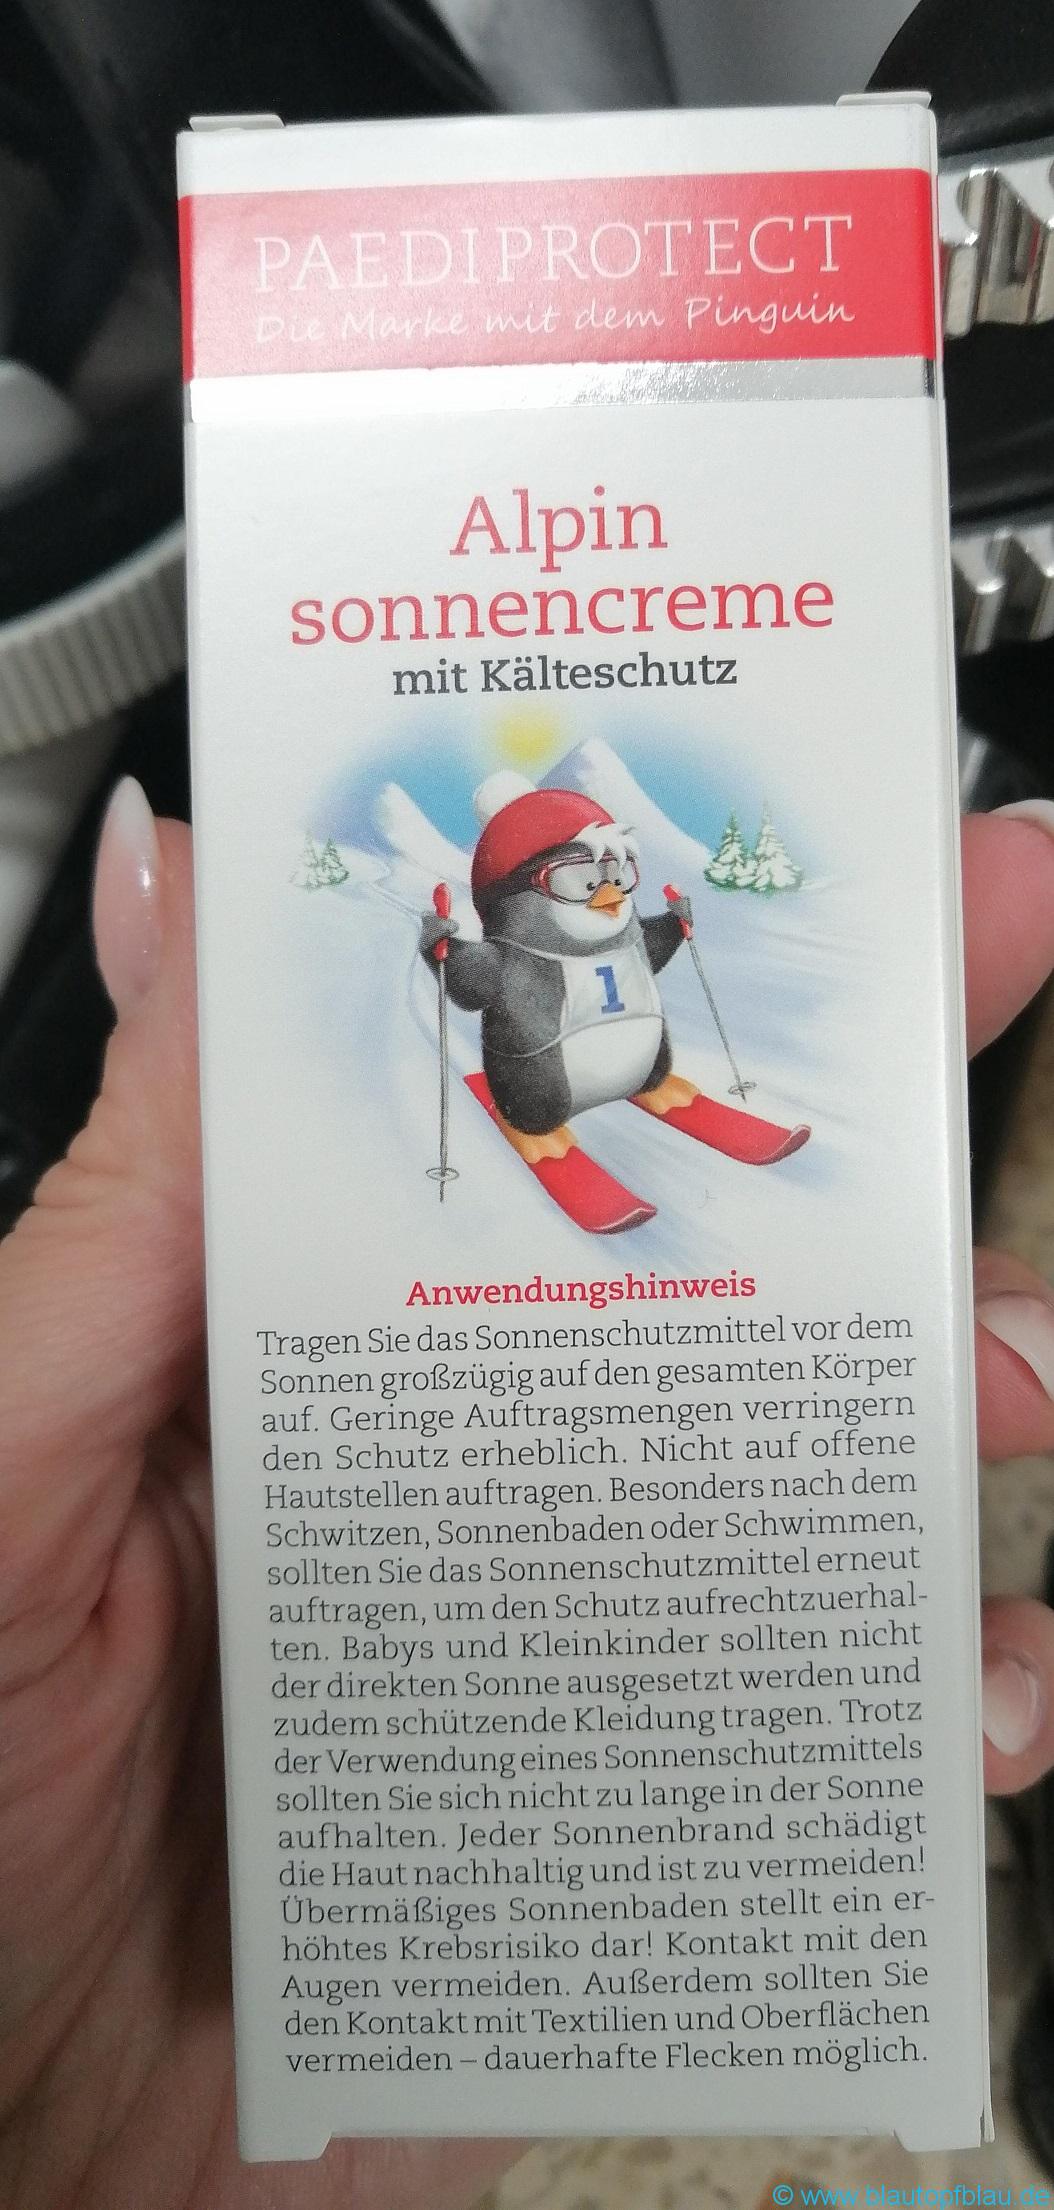 PAEDIPROTECT
Die Marke mit dem Pinguin
Alpin
sonnencreme
mit Kälteschutz
1
Anwendungshinweis
Tragen Sie das Sonnenschutzmittel vor dem
Sonnen großzügig auf den gesamten Körper
auf. Geringe Auftragsmengen verringern
den Schutz erheblich. Nicht auf offene
Hautstellen auftragen. Besonders nach dem
Schwitzen, Sonnenbaden oder Schwimmen,
sollten Sie das Sonnenschutzmittel erneut
auftragen, um den Schutz aufrechtzuerhal-
ten. Babys und Kleinkinder sollten nicht
der direkten Sonne ausgesetzt werden und
zudem schützende Kleidung tragen. Trotz
der Verwendung eines Sonnenschutzmittels
sollten Sie sich nicht zu lange in der Sonne
aufhalten. Jeder Sonnenbrand schädigt
die Haut nachhaltig und ist zu vermeiden!
Übermäßiges Sonnenbaden stellt ein er-
höhtes Krebsrisiko dar! Kontakt mit den
Augen vermeiden. Außerdem sollten Sie
den Kontakt mit Textilien und Oberflächen
vermeiden – dauerhafte Flecken möglich.
© www.blautopfblau.de